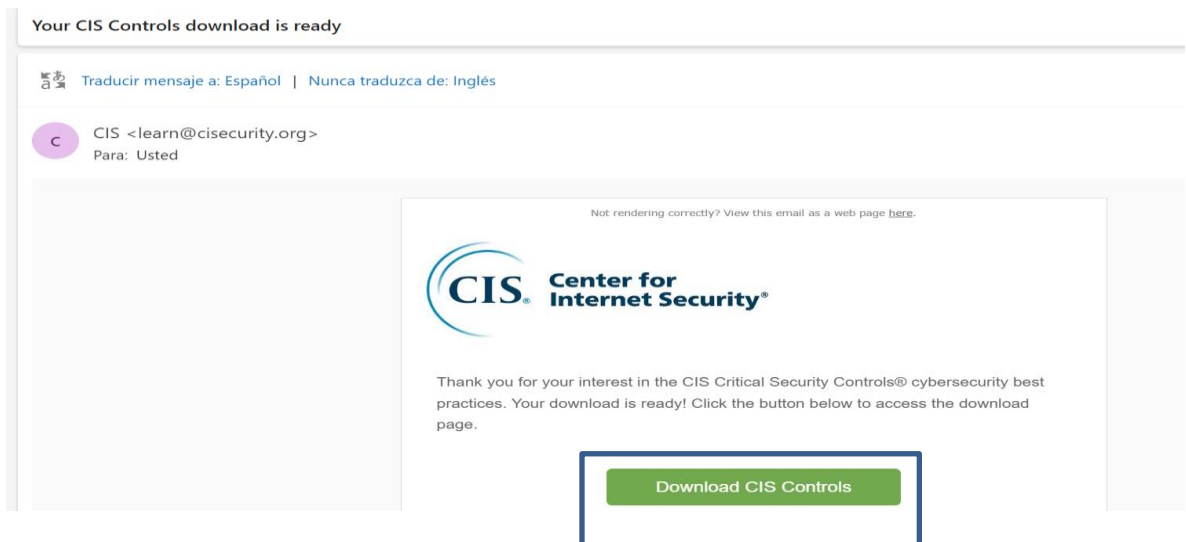 Your CIS Controls download is ready
Traducir mensaje a: Español | Nunca traduzca de: Inglés
C
CIS <learn@cisecurity.org>
Para: Usted
Not rendering correctly? View this email as a web page here.
CIS. Center for
Internet Security®
Thank you for your interest in the CIS Critical Security Controls® cybersecurity best
practices. Your download is ready! Click the button below to access the download
page.
Download CIS Controls